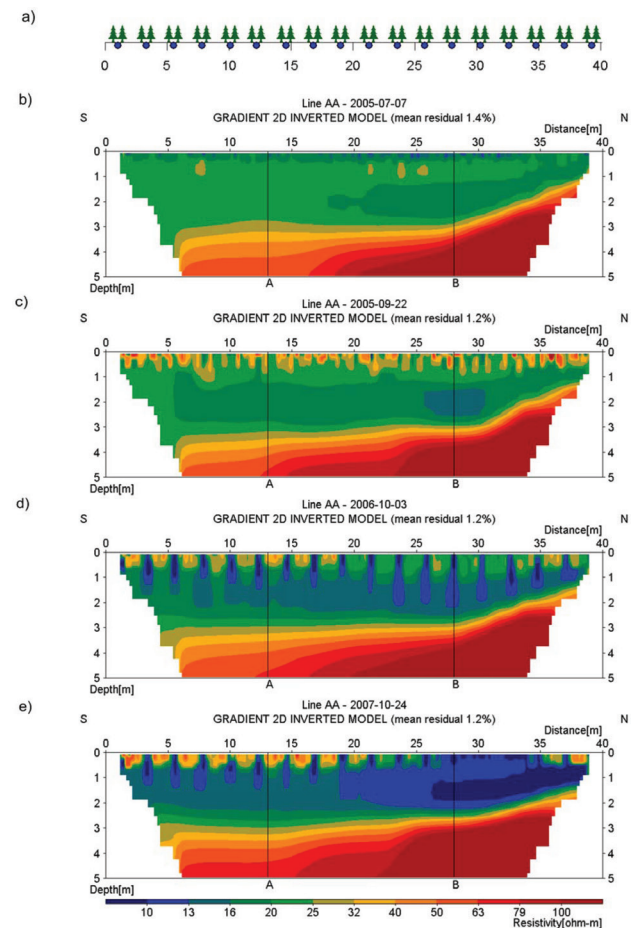 a)
0 5 10 15 20 25 30 35 40
b)
Line AA - 2005-07-07
S GRADIENT 2D INVERTED MODEL (mean residual 1.4%) N
Distance[m]
0 5 10 15 20 25 30 35 40
0 0
1 1
2 2
3 3
4 4
5 5
Depth[m] A B
c)
Line AA - 2005-09-22
S GRADIENT 2D INVERTED MODEL (mean residual 1.2%) N
Distance[m]
0 5 10 15 20 25 30 35 40
0 0
1 1
2 2
3 3
4 4
5 5
Depth[m] A B
d)
Line AA - 2006-10-03
S GRADIENT 2D INVERTED MODEL (mean residual 1.2%) N
Distance[m]
0 5 10 15 20 25 30 35 40
0 0
1 1
2 2
3 3
4 4
5 5
Depth[m] A B
e)
Line AA - 2007-10-24
S GRADIENT 2D INVERTED MODEL (mean residual 1.2%) N
Distance[m]
0 5 10 15 20 25 30 35 40
0 0
1 1
2 2
3 3
4 4
5 5
Depth[m] A B
10 13 16 20 25 32 40 50 63 79 100
Resistivity[ohm-m]